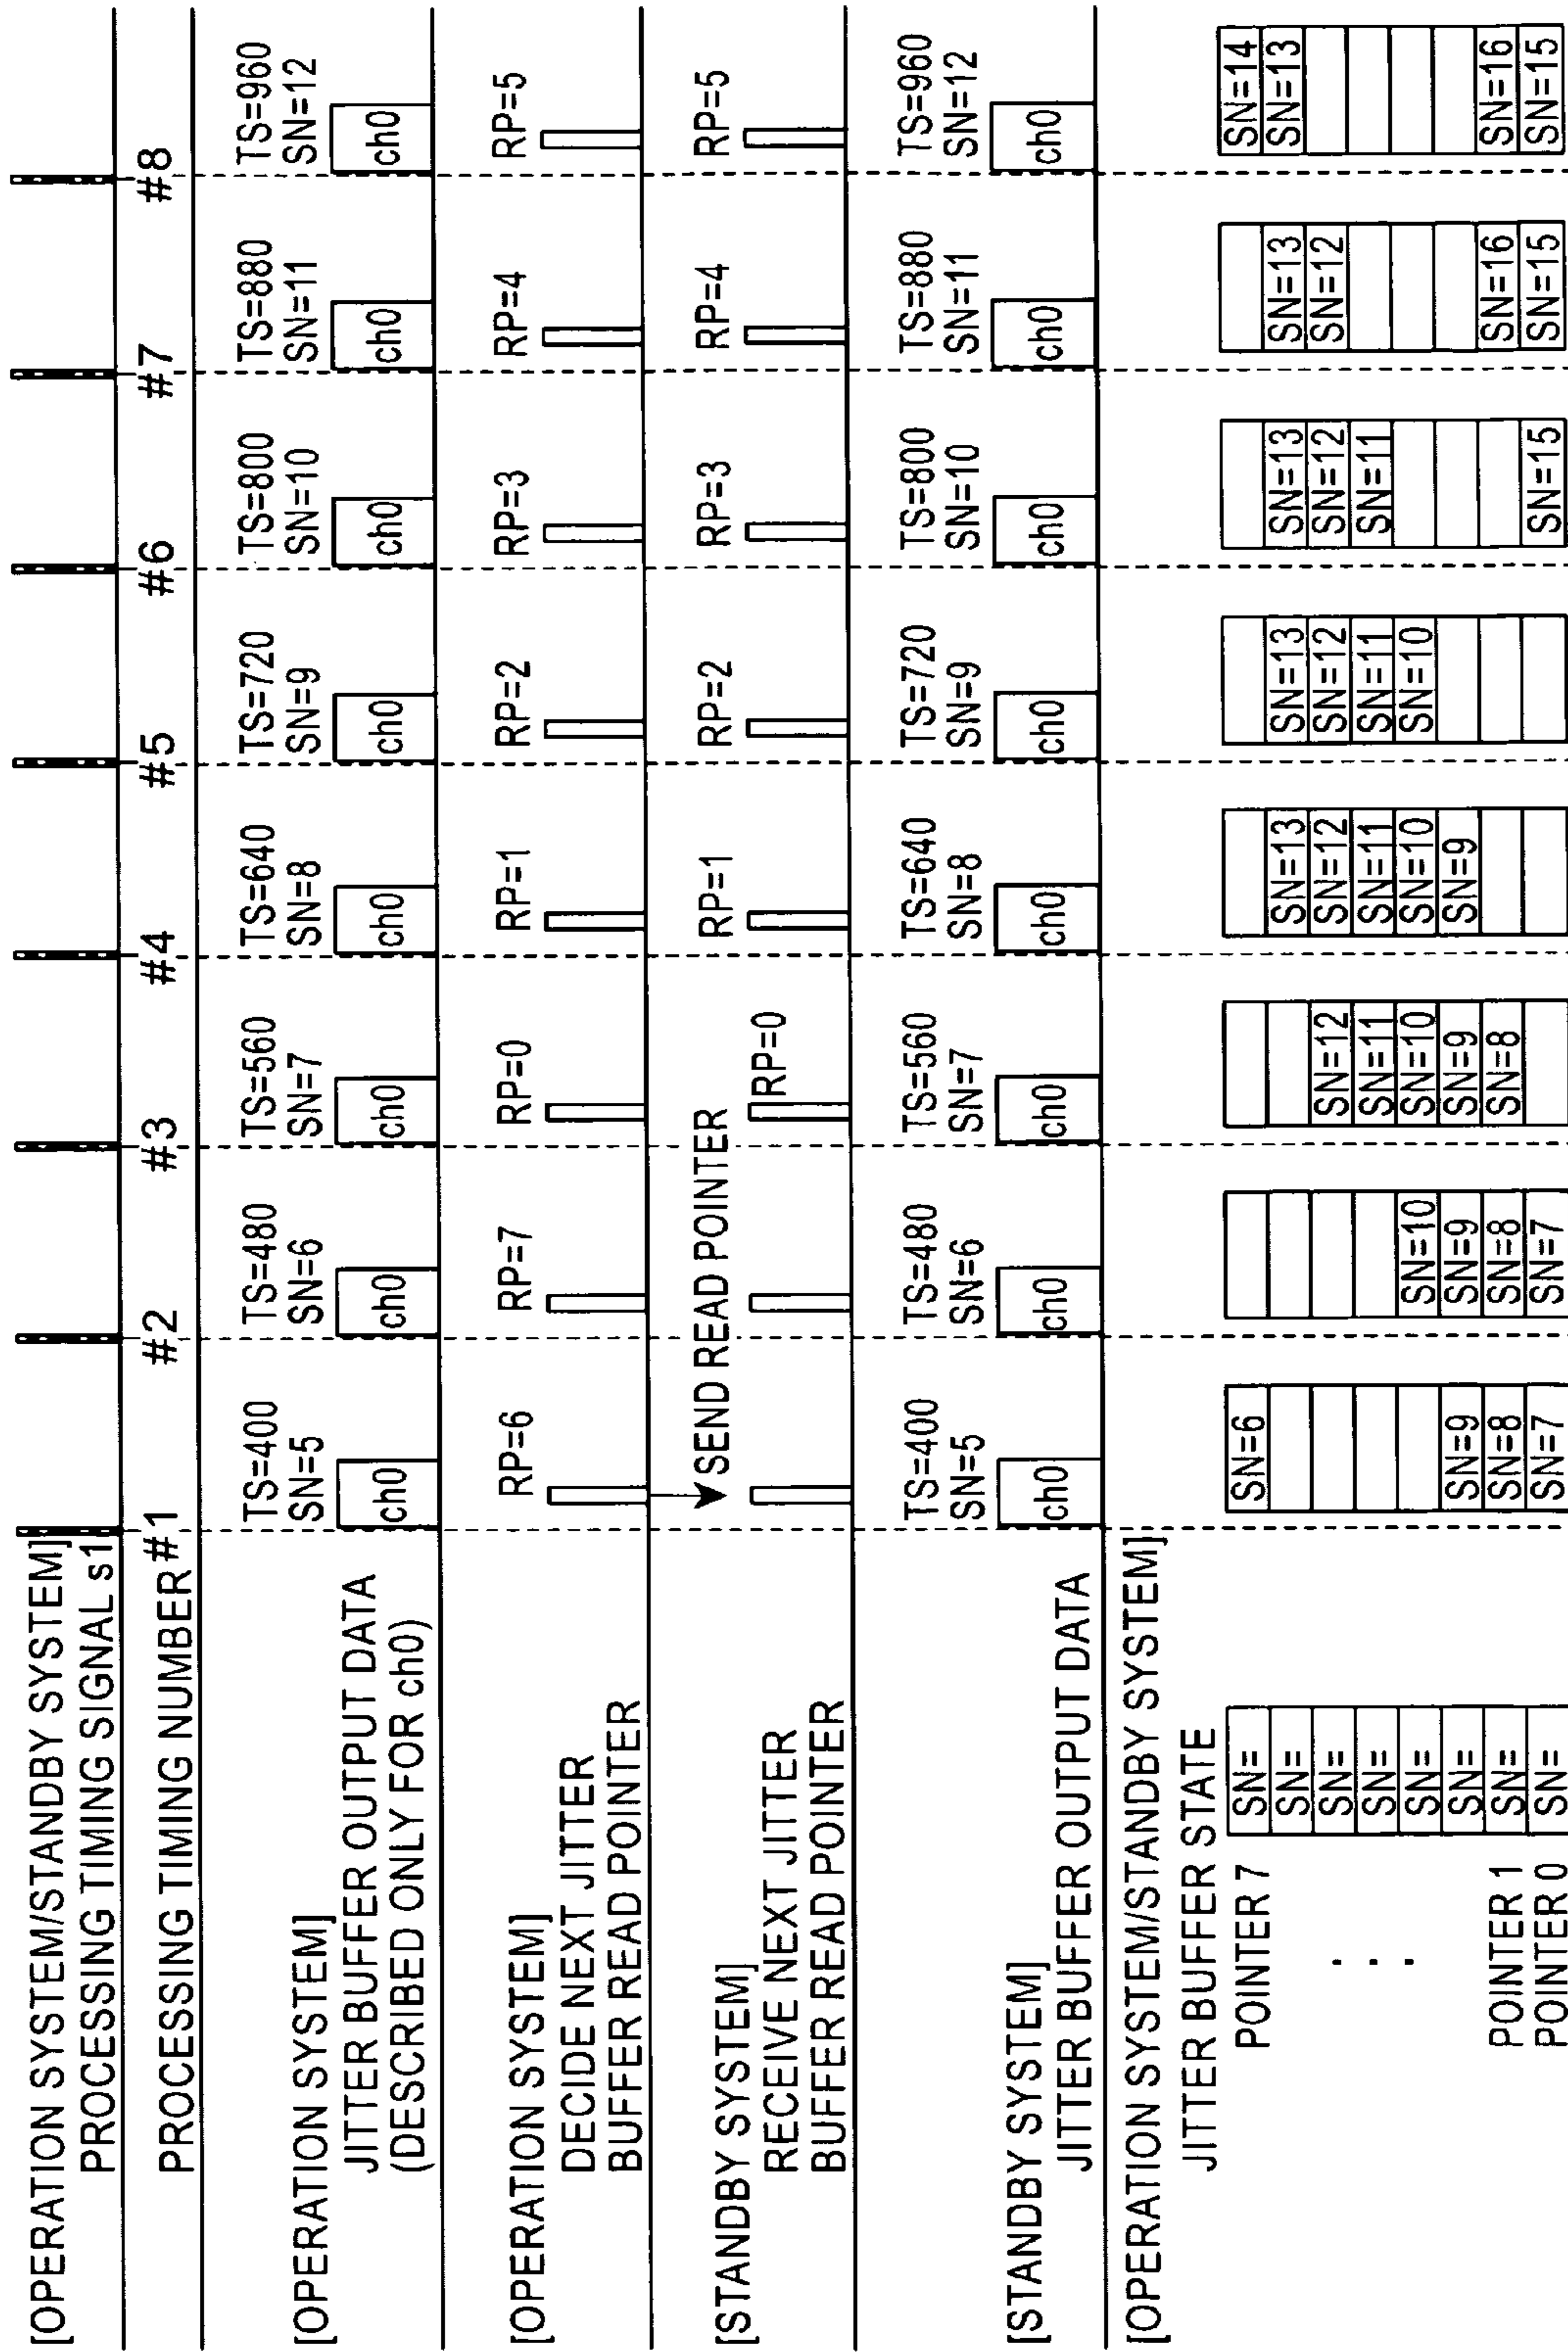 [OPERATION SYSTEM/STANDBY SYSTEM]
PROCESSING TIMING SIGNAL s1
PROCESSING TIMING NUMBER #1 #2 #3 #4 #5 #6 #7 #8
[OPERATION SYSTEM]
JITTER BUFFER OUTPUT DATA
(DESCRIBED ONLY FOR ch0)
TS=400 TS=480 TS=560 TS=640 TS=720 TS=800 TS=880 TS=960
SN=5 SN=6 SN=7 SN=8 SN=9 SN=10 SN=11 SN=12
ch0 ch0 ch0 ch0 ch0 ch0 ch0 ch0
[OPERATION SYSTEM]
DECIDE NEXT JITTER
BUFFER READ POINTER
RP=6 RP=7 RP=0 RP=1 RP=2 RP=3 RP=4 RP=5
SEND READ POINTER
[STANDBY SYSTEM]
RECEIVE NEXT JITTER
BUFFER READ POINTER
RP=0 RP=1 RP=2 RP=3 RP=4 RP=5
[STANDBY SYSTEM]
JITTER BUFFER OUTPUT DATA
TS=400 TS=480 TS=560 TS=640 TS=720 TS=800 TS=880 TS=960
SN=5 SN=6 SN=7 SN=8 SN=9 SN=10 SN=11 SN=12
ch0 ch0 ch0 ch0 ch0 ch0 ch0 ch0
[OPERATION SYSTEM/STANDBY SYSTEM]
JITTER BUFFER STATE
POINTER 7 SN= SN=6 SN=14
SN= SN=13 SN=13 SN=13 SN=13 SN=13
SN= SN=12 SN=12 SN=12 SN=12 SN=12
. . . SN= SN=11 SN=11 SN=11 SN=11
SN= SN=10 SN=10 SN=10 SN=10
SN= SN=9 SN=9 SN=9 SN=9
POINTER 1 SN= SN=8 SN=8 SN=8 SN=16 SN=16
POINTER 0 SN= SN=7 SN=7 SN=15 SN=15 SN=15